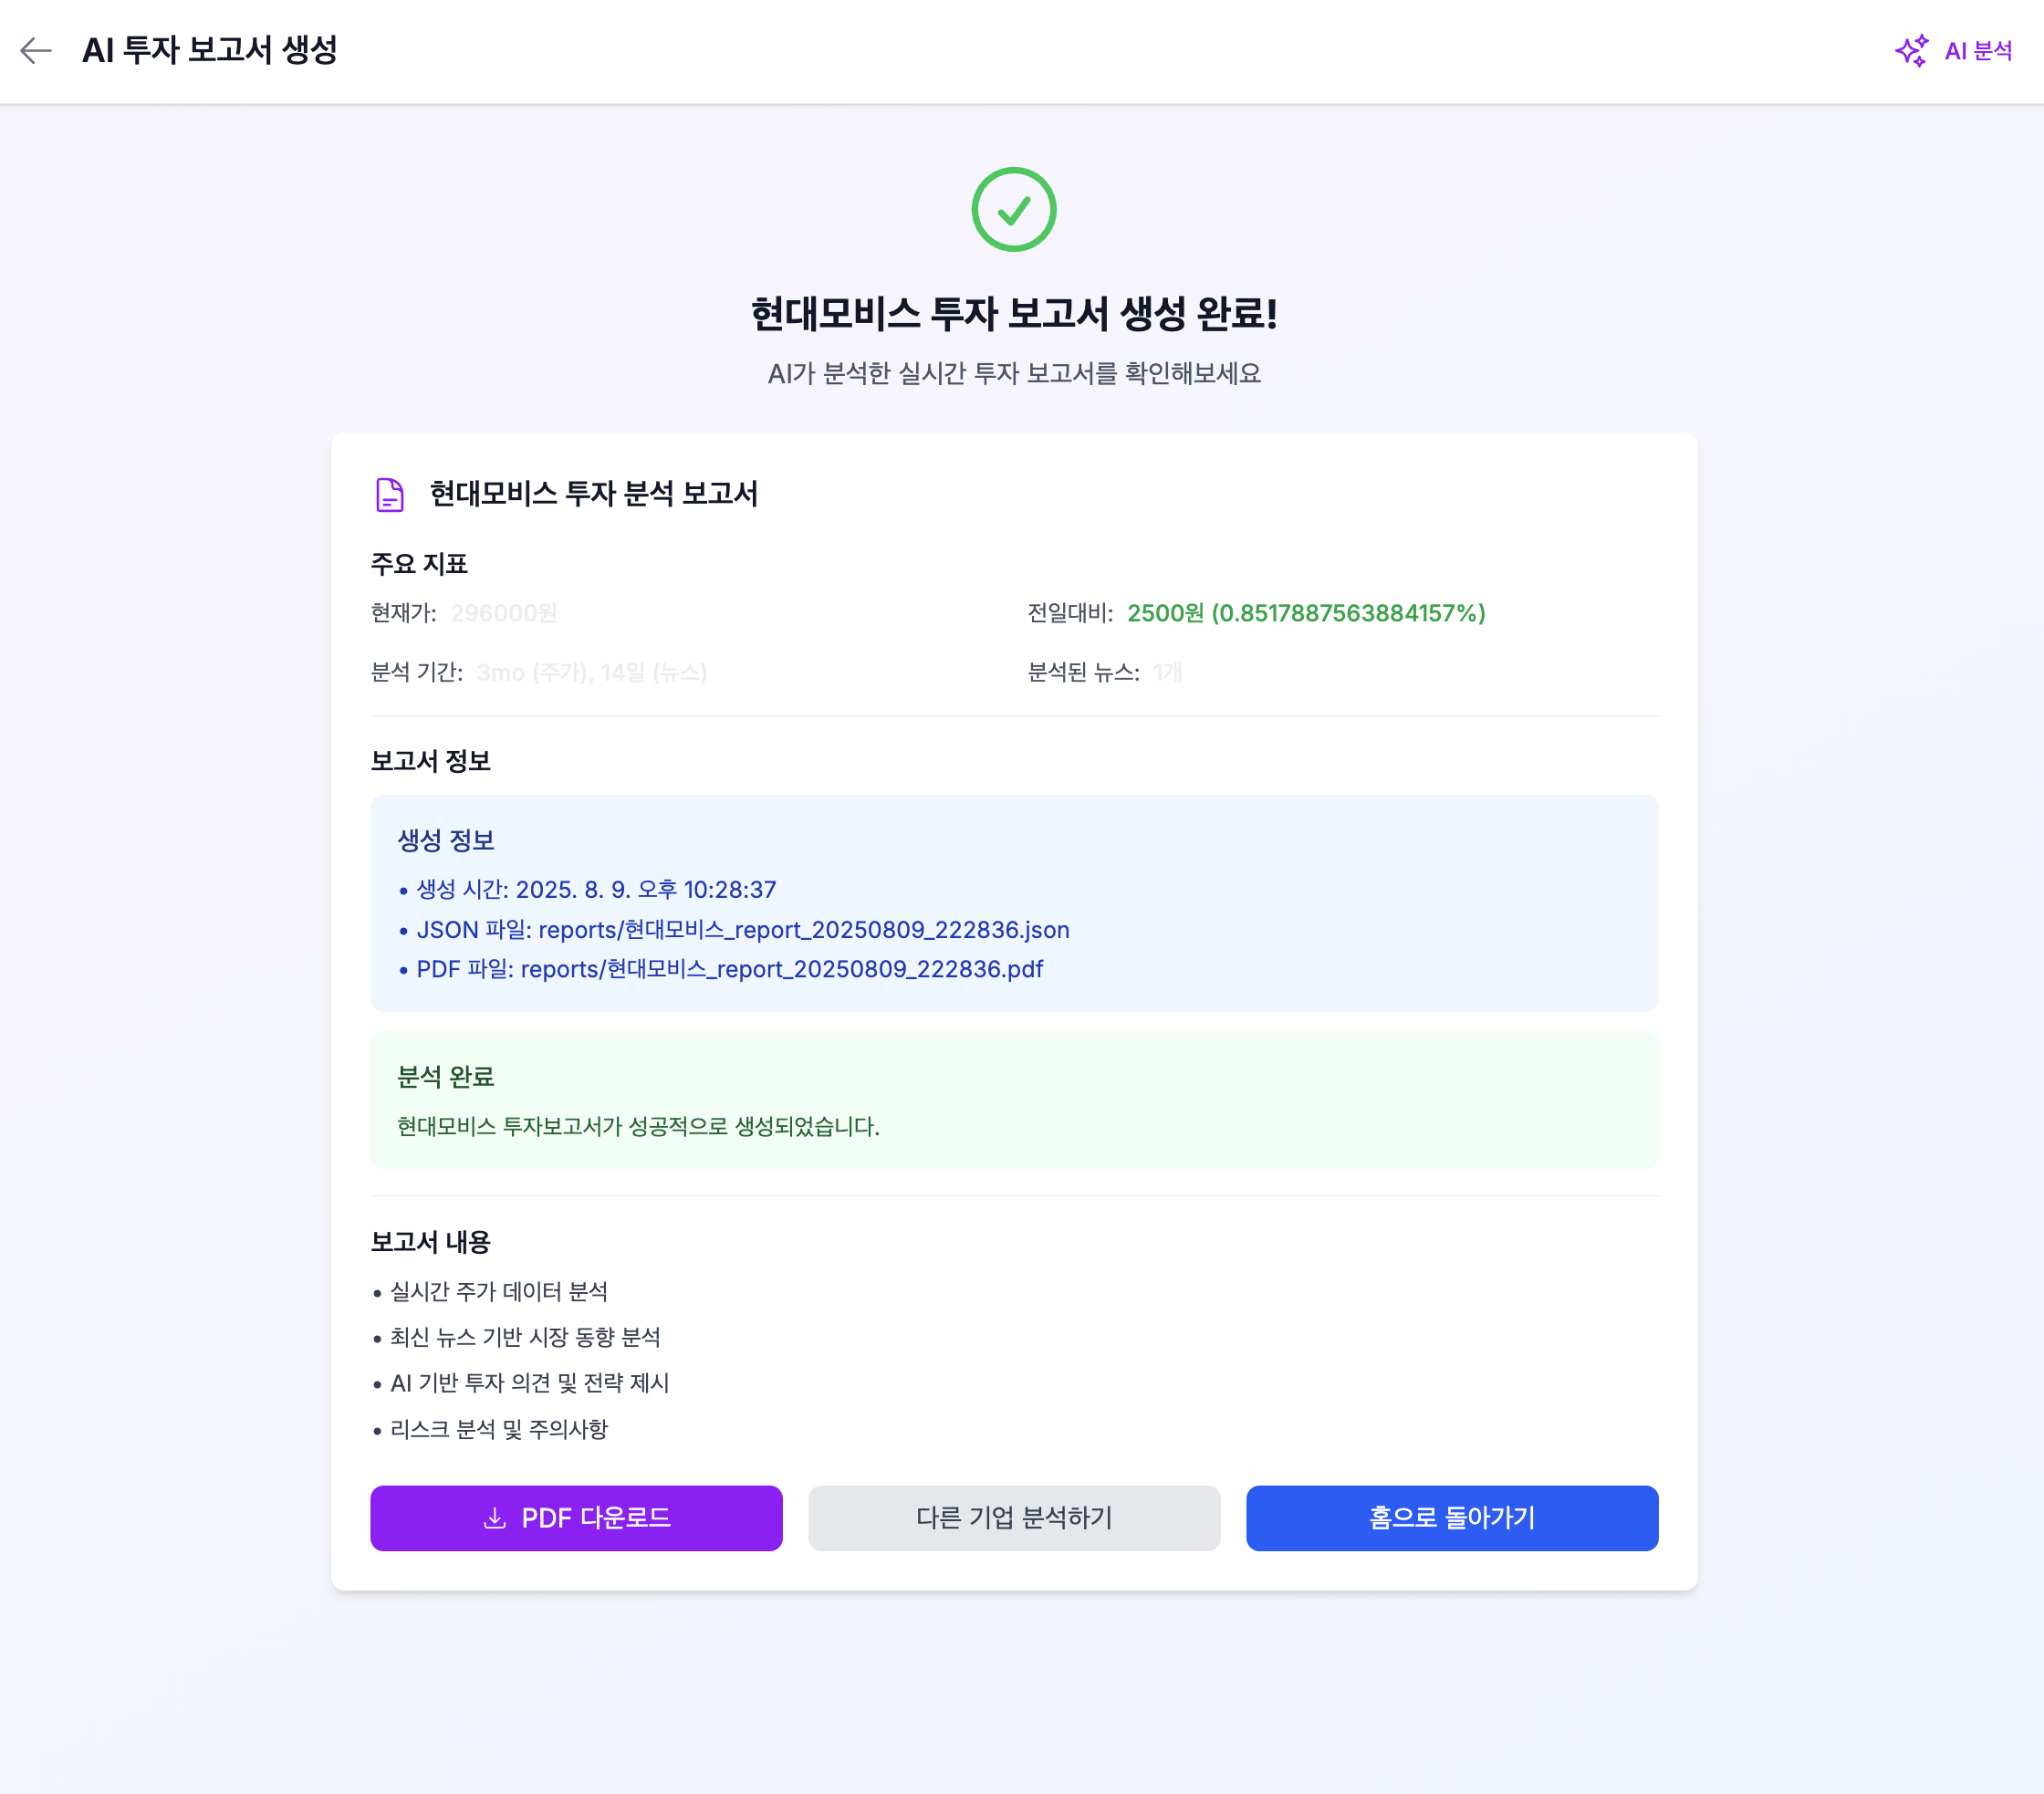 AI 투자 보고서 생성
AI 분석
현대모비스 투자 보고서 생성 완료!
AI가 분석한 실시간 투자 보고서를 확인해보세요
현대모비스 투자 분석 보고서
주요 지표
현재가: 296000원
전일대비: 2500원 (0.8517887563884157%)
분석 기간: 3mo (주가), 14일 (뉴스)
분석된 뉴스: 1개
보고서 정보
생성 정보
• 생성 시간: 2025. 8. 9. 오후 10:28:37
• JSON 파일: reports/현대모비스_report_20250809_222836.json
• PDF 파일: reports/현대모비스_report_20250809_222836.pdf
분석 완료
현대모비스 투자보고서가 성공적으로 생성되었습니다.
보고서 내용
• 실시간 주가 데이터 분석
• 최신 뉴스 기반 시장 동향 분석
• AI 기반 투자 의견 및 전략 제시
• 리스크 분석 및 주의사항
PDF 다운로드
다른 기업 분석하기
홈으로 돌아가기